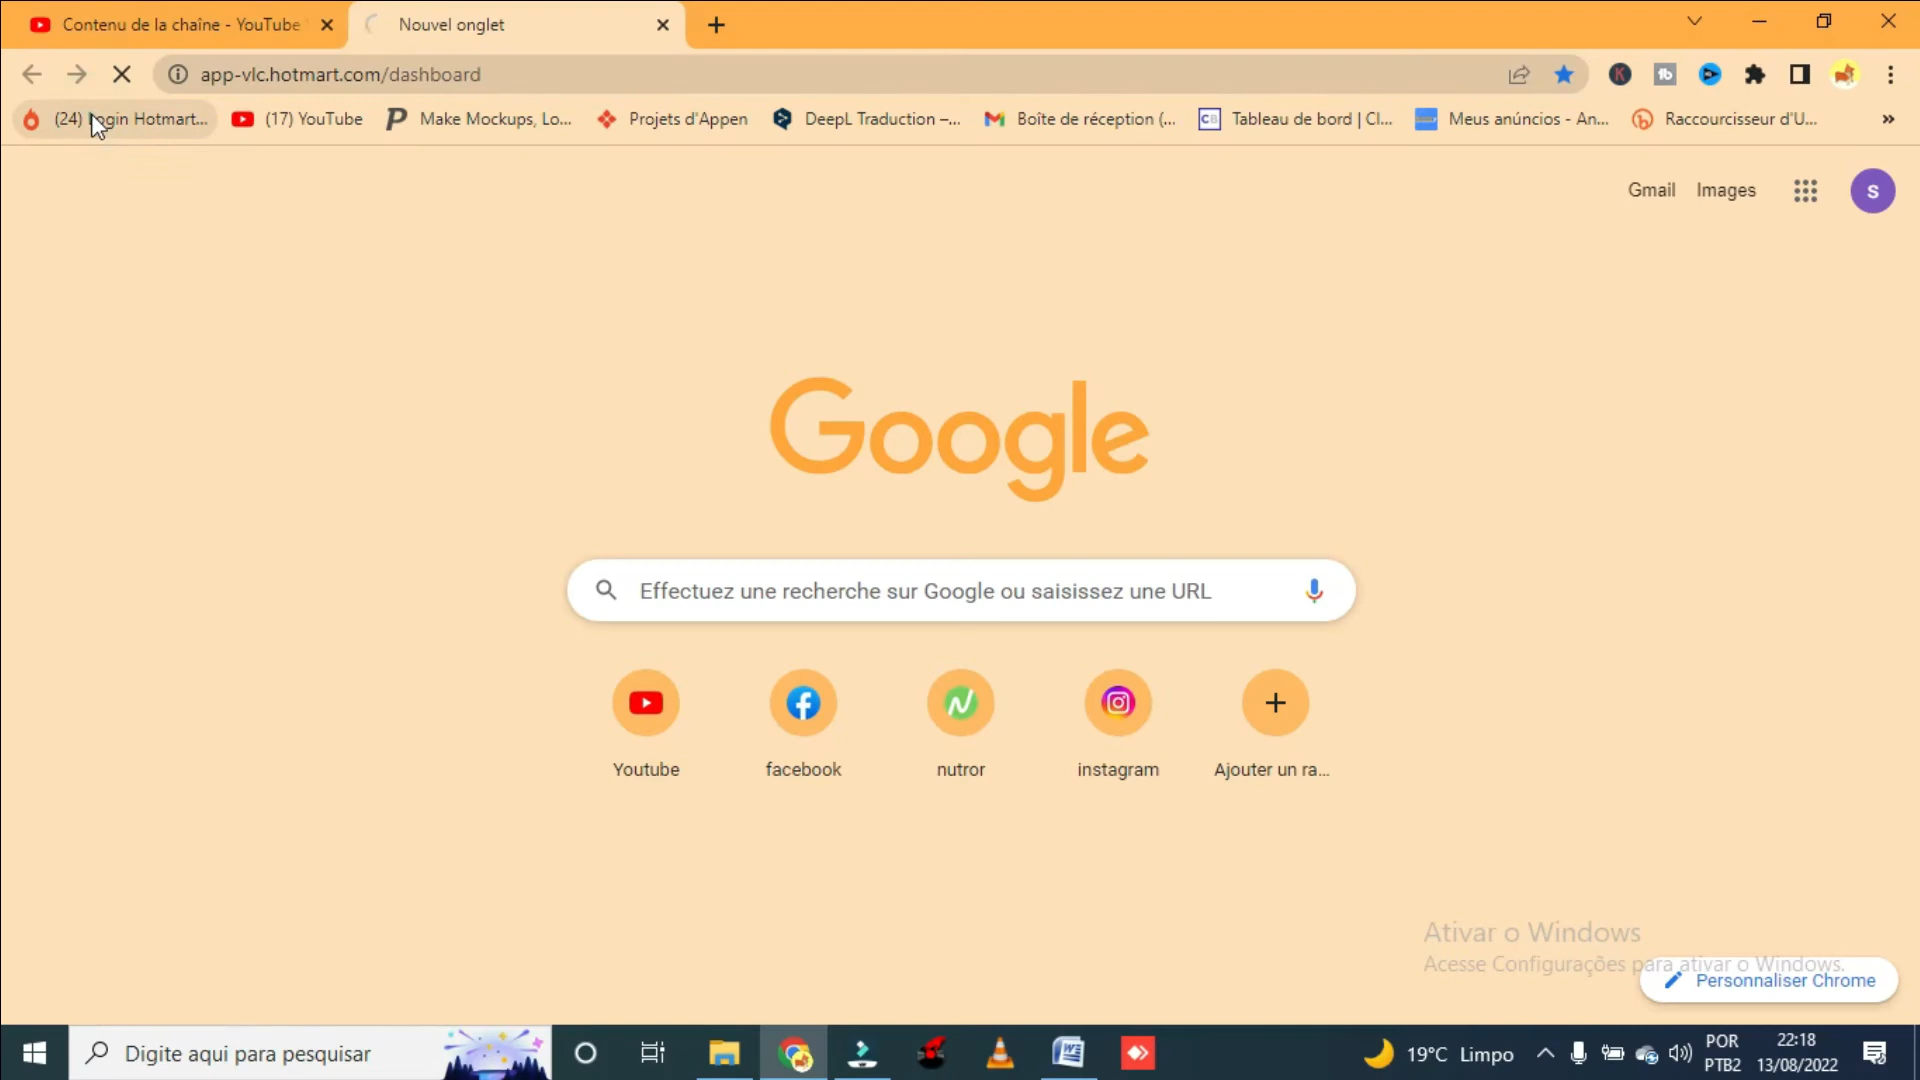 Contenu de la chaîne - YouTube
Nouvel onglet
app-vlc.hotmart.com/dashboard
(24) Login Hotmart...
(17) YouTube
Make Mockups, Lo...
Projets d'Appen
DeepL Traduction –...
Boîte de réception (...
CB
Tableau de bord | Cl...
Meus anúncios - An...
Raccourcisseur d'U...
»
Gmail
Images
S
Google
Effectuez une recherche sur Google ou saisissez une URL
Youtube
facebook
nutror
instagram
Ajouter un ra...
Ativar o Windows
Acesse Configurações para ativar o Windows.
Personnaliser Chrome
Digite aqui para pesquisar
19°C Limpo
POR
PTB2
22:18
13/08/2022